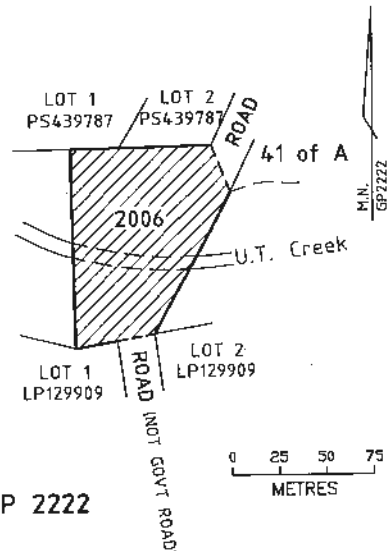 LOT 1
PS439787
LOT 2
PS439787
ROAD
41 of A
M.N.
GP2222
2006
U.T. Creek
LOT 1
LP129909
ROAD (NOT GOVT ROAD)
LOT 2
LP129909
0 25 50 75
METRES
P 2222